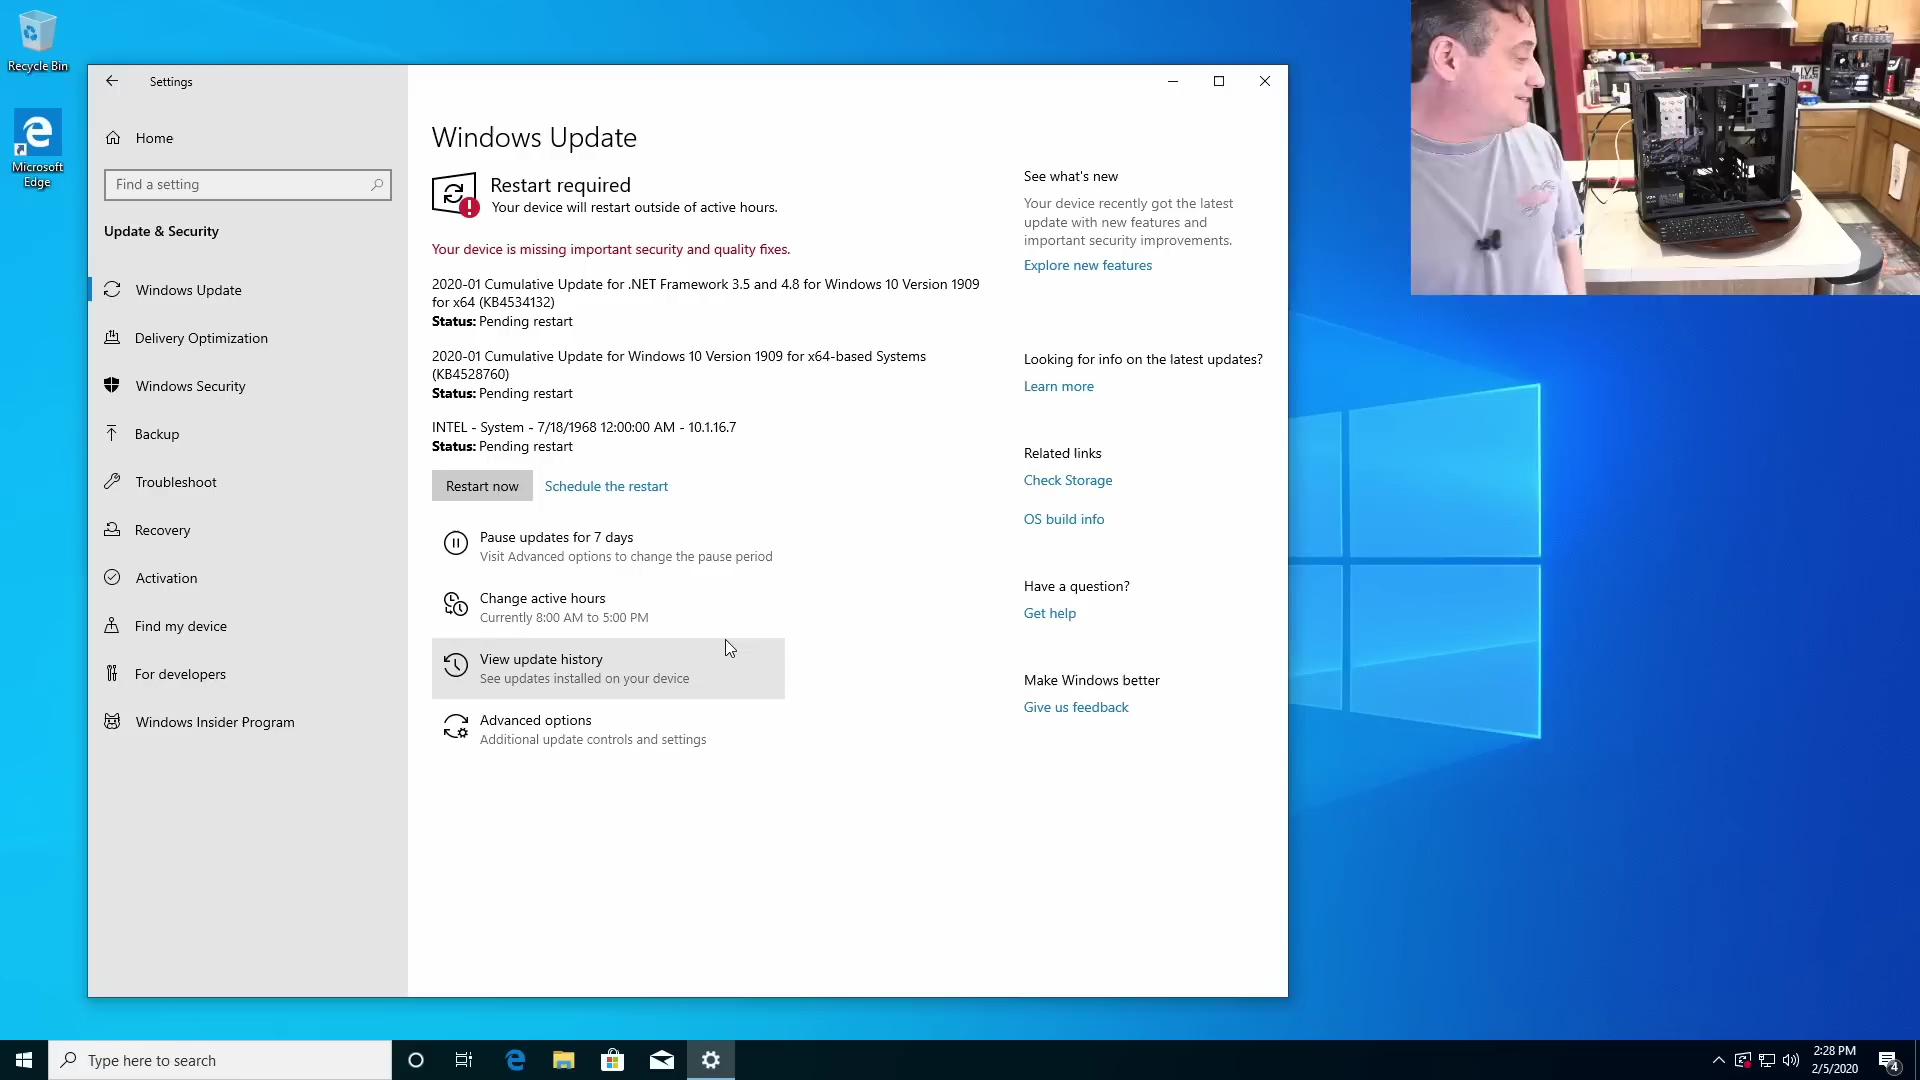 Recycle Bin
Microsoft
Edge
Settings
Home
Find a setting
Update & Security
Windows Update
Delivery Optimization
Windows Security
Backup
Troubleshoot
Recovery
Activation
Find my device
For developers
Windows Insider Program
Windows Update
Restart required
Your device will restart outside of active hours.
Your device is missing important security and quality fixes.
2020-01 Cumulative Update for .NET Framework 3.5 and 4.8 for Windows 10 Version 1909
for x64 (KB4534132)
Status: Pending restart
2020-01 Cumulative Update for Windows 10 Version 1909 for x64-based Systems
(KB4528760)
Status: Pending restart
INTEL - System - 7/18/1968 12:00:00 AM - 10.1.16.7
Status: Pending restart
Restart now
Schedule the restart
Pause updates for 7 days
Visit Advanced options to change the pause period
Change active hours
Currently 8:00 AM to 5:00 PM
View update history
See updates installed on your device
Advanced options
Additional update controls and settings
See what's new
Your device recently got the latest
update with new features and
important security improvements.
Explore new features
Looking for info on the latest updates?
Learn more
Related links
Check Storage
OS build info
Have a question?
Get help
Make Windows better
Give us feedback
LIVE
Type here to search
2:28 PM
2/5/2020
4